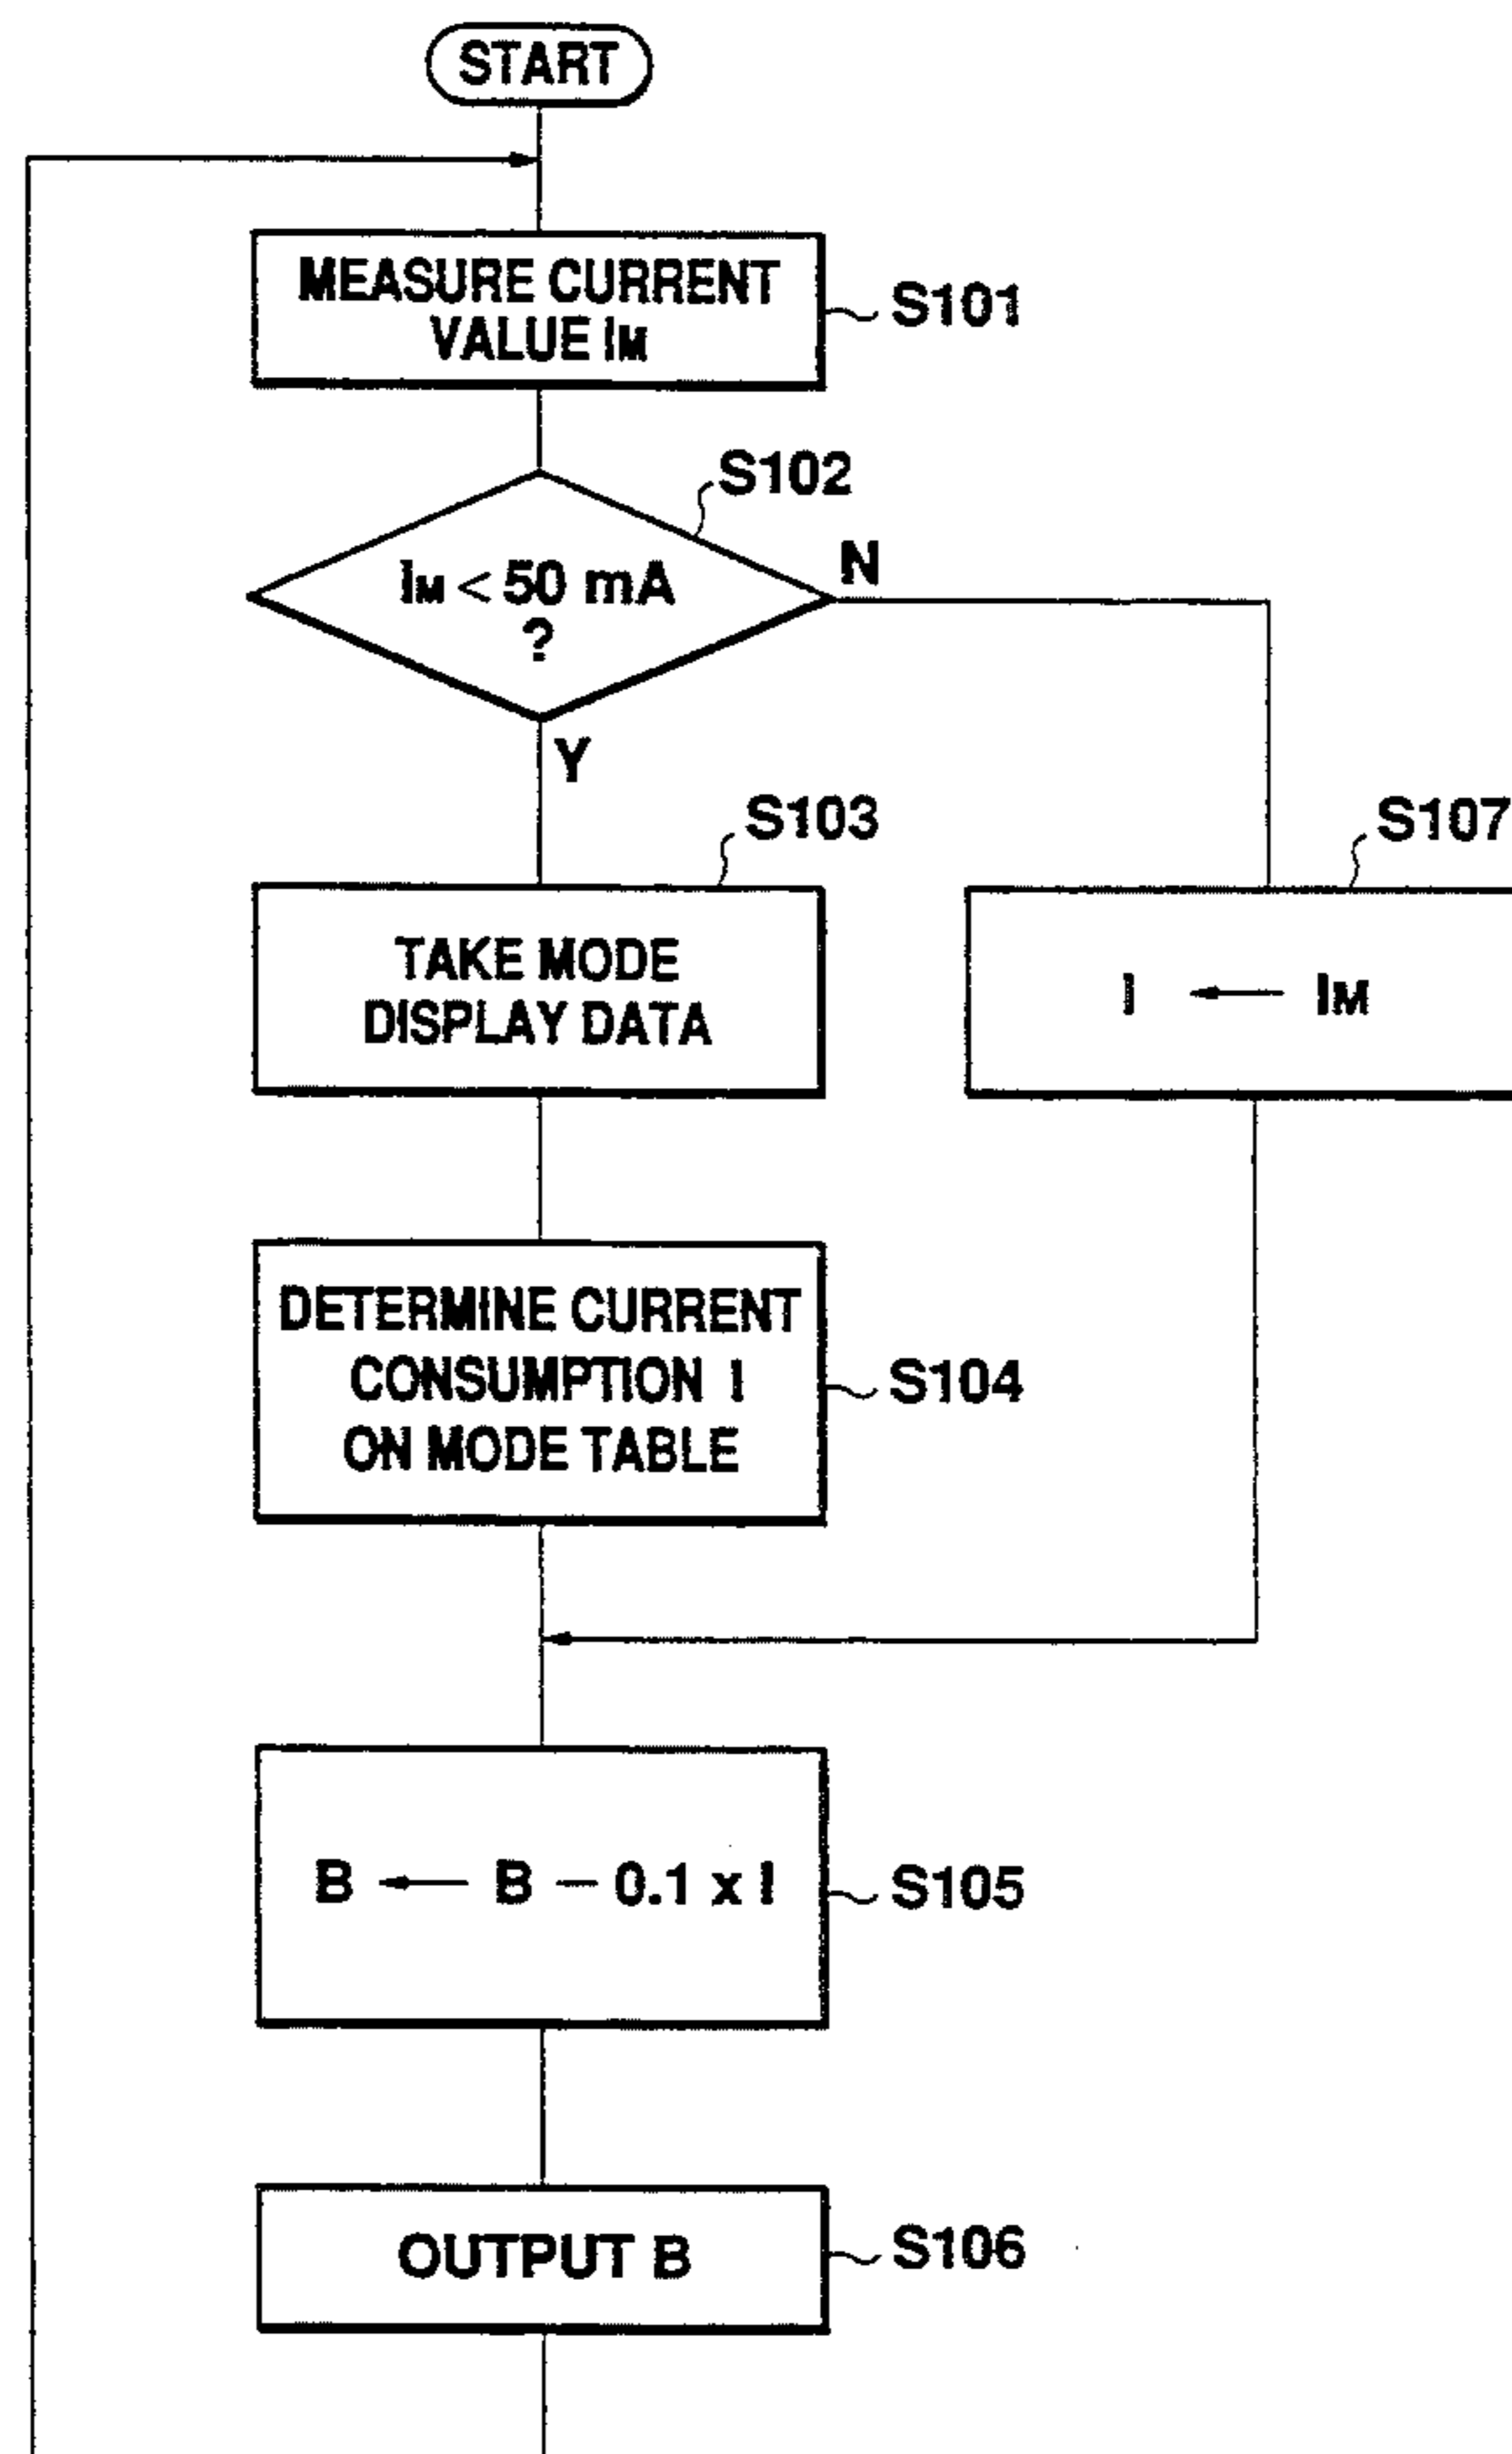 START
MEASURE CURRENT
VALUE IM
S101
S102
IM < 50 mA
?
N
Y
S103
S107
TAKE MODE
DISPLAY DATA
I ← IM
DETERMINE CURRENT
CONSUMPTION I
ON MODE TABLE
S104
B ← B − 0.1 x I
S105
OUTPUT B
S106